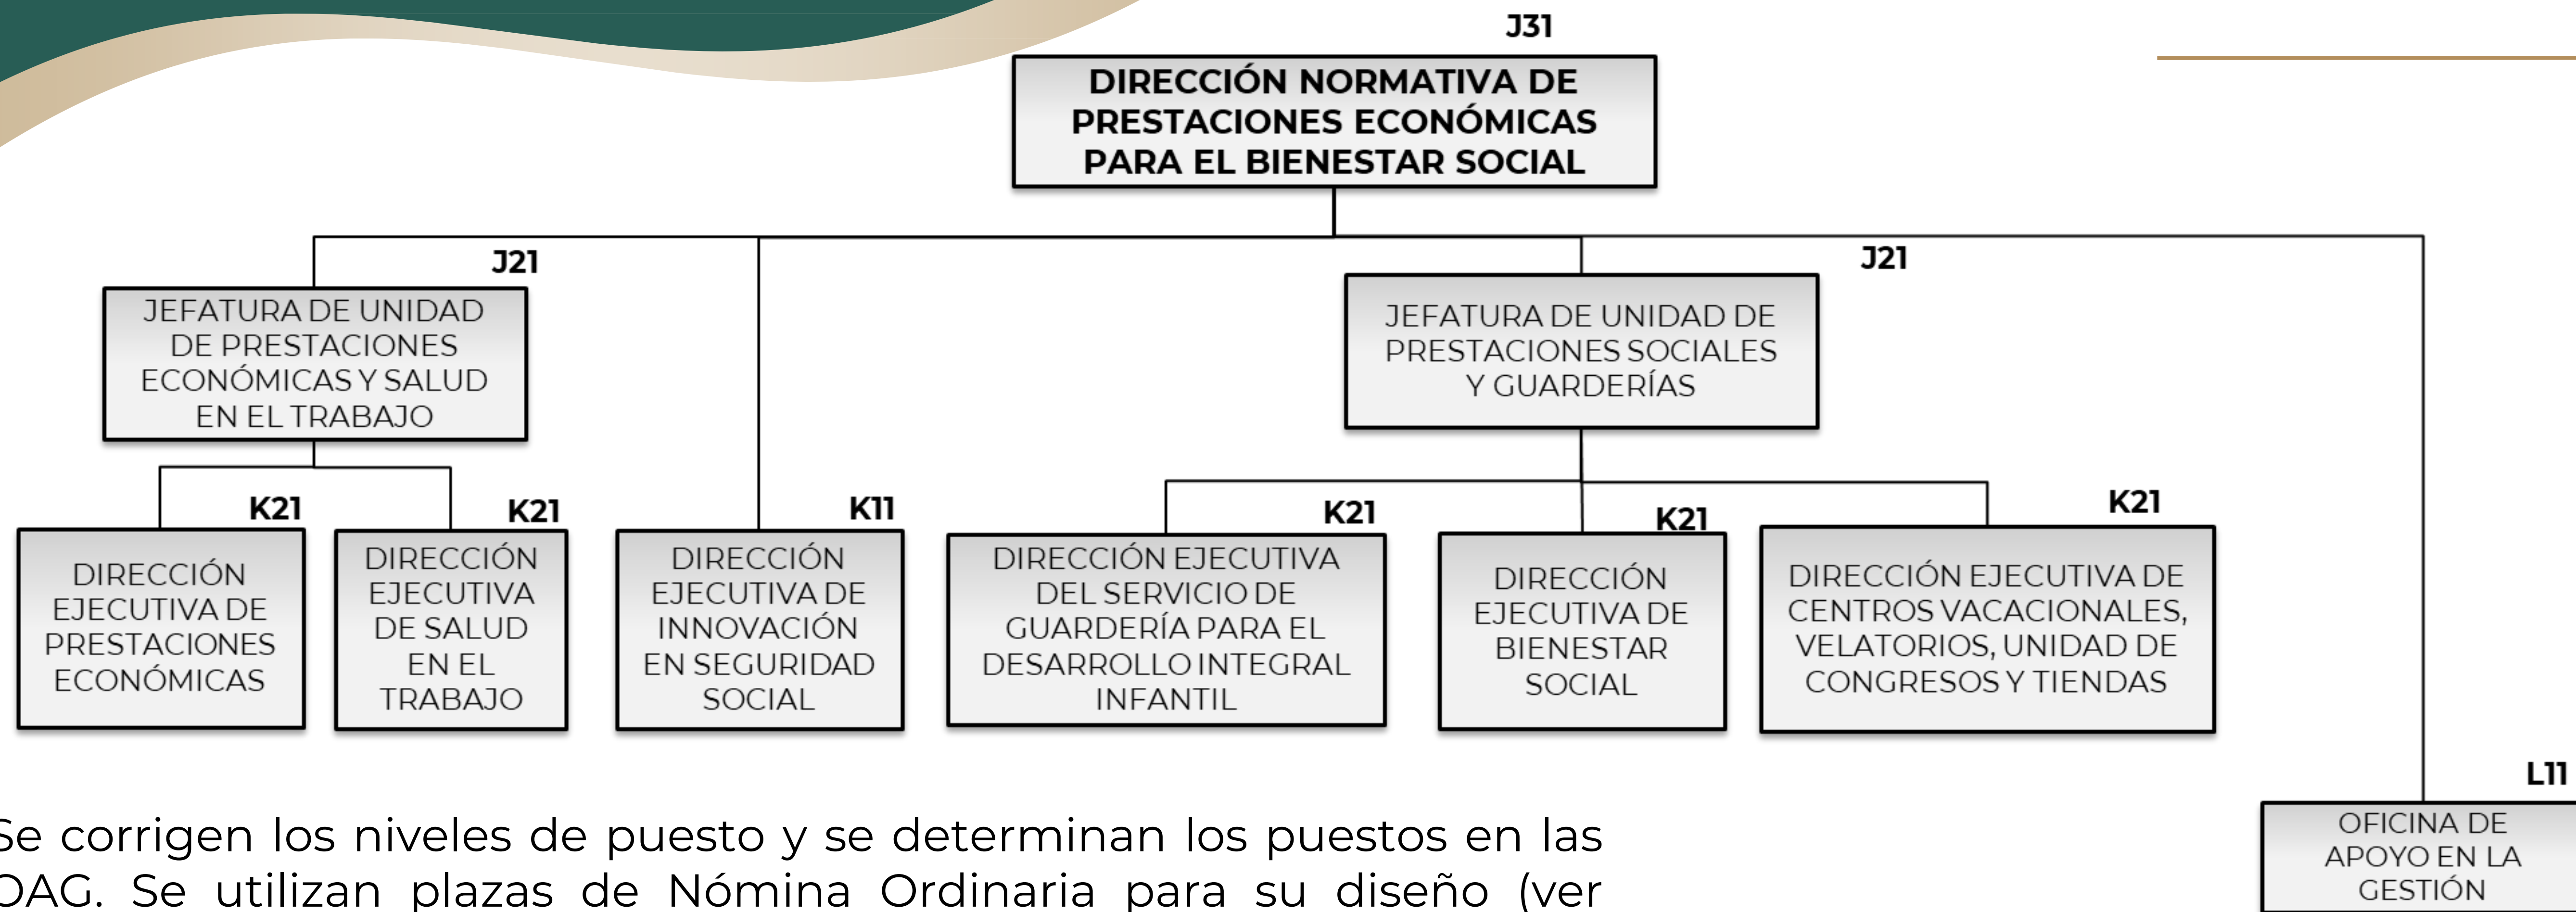 J31
DIRECCIÓN NORMATIVA DE
PRESTACIONES ECONÓMICAS
PARA EL BIENESTAR SOCIAL
J21
JEFATURA DE UNIDAD
DE PRESTACIONES
ECONÓMICAS Y SALUD
EN EL TRABAJO
J21
JEFATURA DE UNIDAD DE
PRESTACIONES SOCIALES
Y GUARDERÍAS
K21
DIRECCIÓN
EJECUTIVA DE
PRESTACIONES
ECONÓMICAS
K21
DIRECCIÓN
EJECUTIVA
DE SALUD
EN EL
TRABAJO
K11
DIRECCIÓN
EJECUTIVA DE
INNOVACIÓN
EN SEGURIDAD
SOCIAL
K21
DIRECCIÓN EJECUTIVA
DEL SERVICIO DE
GUARDERÍA PARA EL
DESARROLLO INTEGRAL
INFANTIL
K21
DIRECCIÓN
EJECUTIVA DE
BIENESTAR
SOCIAL
K21
DIRECCIÓN EJECUTIVA DE
CENTROS VACACIONALES,
VELATORIOS, UNIDAD DE
CONGRESOS Y TIENDAS
L11
OFICINA DE
APOYO EN LA
GESTIÓN
Se corrigen los niveles de puesto y se determinan los puestos en las
OAG. Se utilizan plazas de Nómina Ordinaria para su diseño (ver